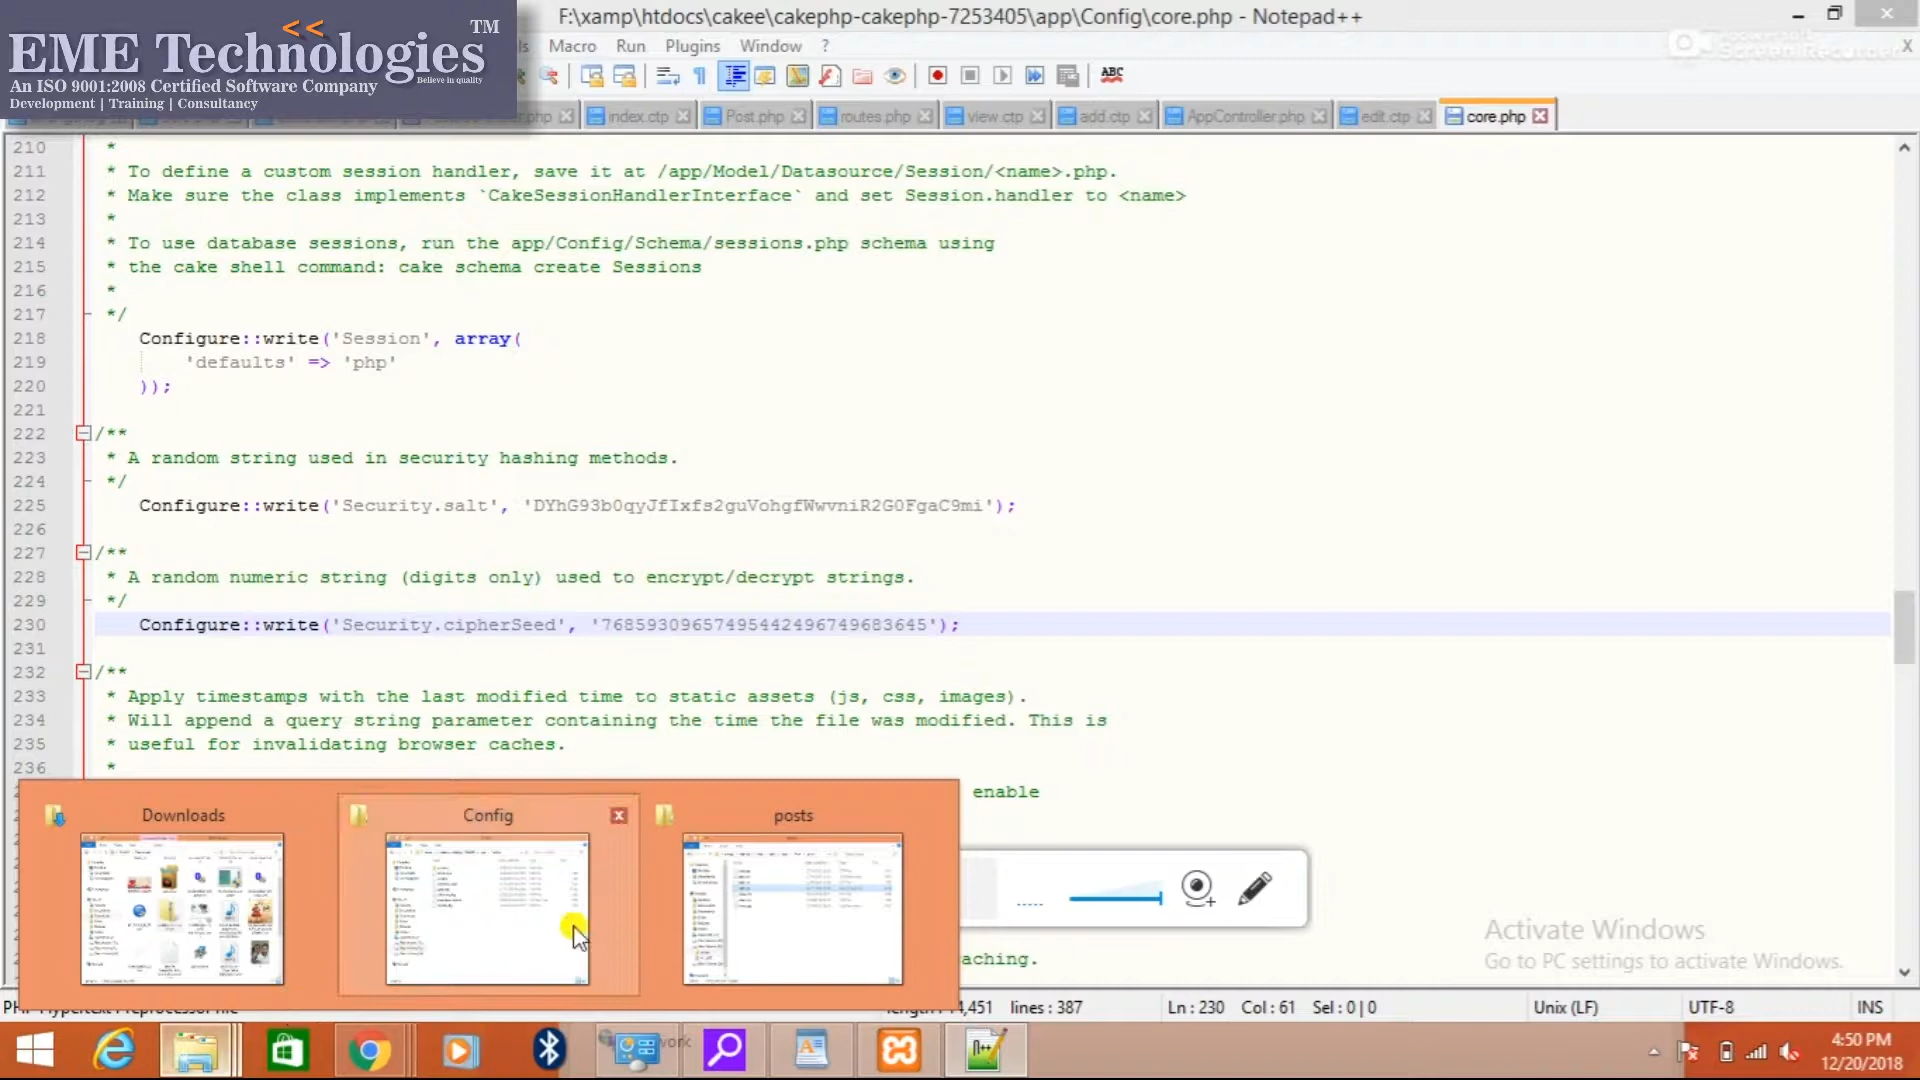 F:\xamp\htdocs\cakee\cakephp-cakephp-7253405\app\Config\core.php - Notepad++
TM
EME Technologies
Believe in quality
An ISO 9001:2008 Certified Software Company
Development | Training | Consultancy
Macro Run Plugins Window ?
Screen Recorder
index.ctp Post.php routes.php view.ctp add.ctp AppController.php edit.ctp core.php
210 *
211 * To define a custom session handler, save it at /app/Model/Datasource/Session/<name>.php.
212 * Make sure the class implements `CakeSessionHandlerInterface` and set Session.handler to <name>
213 *
214 * To use database sessions, run the app/Config/Schema/sessions.php schema using
215 * the cake shell command: cake schema create Sessions
216 *
217 */
218 Configure::write('Session', array(
219 'defaults' => 'php'
220 ));
221
222 /**
223 * A random string used in security hashing methods.
224 */
225 Configure::write('Security.salt', 'DYhG93b0qyJfIxfs2guVohgfWwvniR2G0FgaC9mi');
226
227 /**
228 * A random numeric string (digits only) used to encrypt/decrypt strings.
229 */
230 Configure::write('Security.cipherSeed', '76859309657495442496749683645');
231
232 /**
233 * Apply timestamps with the last modified time to static assets (js, css, images).
234 * Will append a query string parameter containing the time the file was modified. This is
235 * useful for invalidating browser caches.
236 *
enable
Downloads Config posts
Activate Windows
Go to PC settings to activate Windows.
aching.
4,451 lines : 387 Ln : 230 Col : 61 Sel : 0 | 0 Unix (LF) UTF-8 INS
4:50 PM
12/20/2018